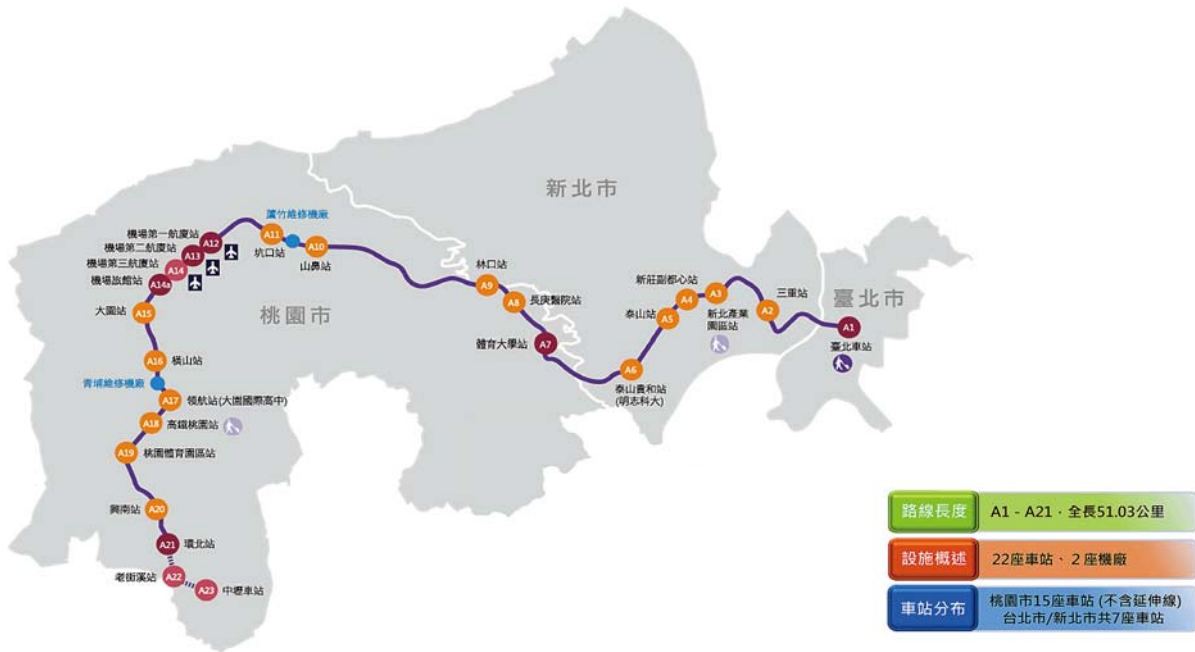 新北市
蘆竹維修機廠
機場第一航廈站
A12
A11
機場第二航廈站
A13
坑口站
A10
山鼻站
機場第三航廈站
A14
機場旅館站
A14a
林口站
A9
新莊副都心站
A4
A3
三重站
臺北市
大園站
A15
桃園市
A8
長庚醫院站
泰山站
A5
新北產業
園區站
A2
A1
臺北車站
體育大學站
A7
A16
橫山站
A6
泰山貴和站
(明志科大)
青埔維修機廠
A17
領航站(大園國際高中)
A18
高鐵桃園站
A19
桃園體育園區站
興南站
A20
A21
環北站
老街溪站
A22
A23
中壢車站
路線長度
A1 - A21．全長51.03公里
設施概述
22座車站、2座機廠
車站分布
桃園市15座車站 (不含延伸線)
台北市/新北市共7座車站